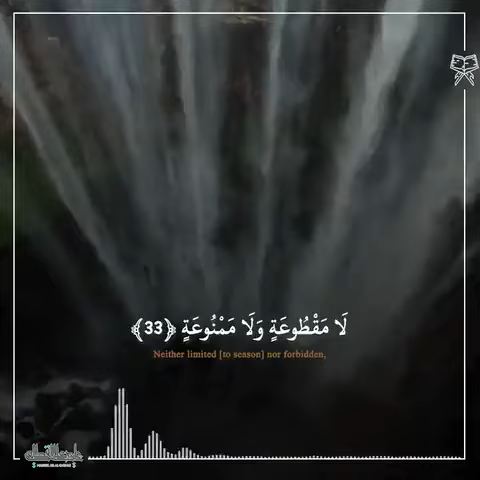 لَا مَقْطُوعَةٍ وَلَا مَمْنُوعَةٍ ﴿33﴾
Neither limited [to season] nor forbidden,